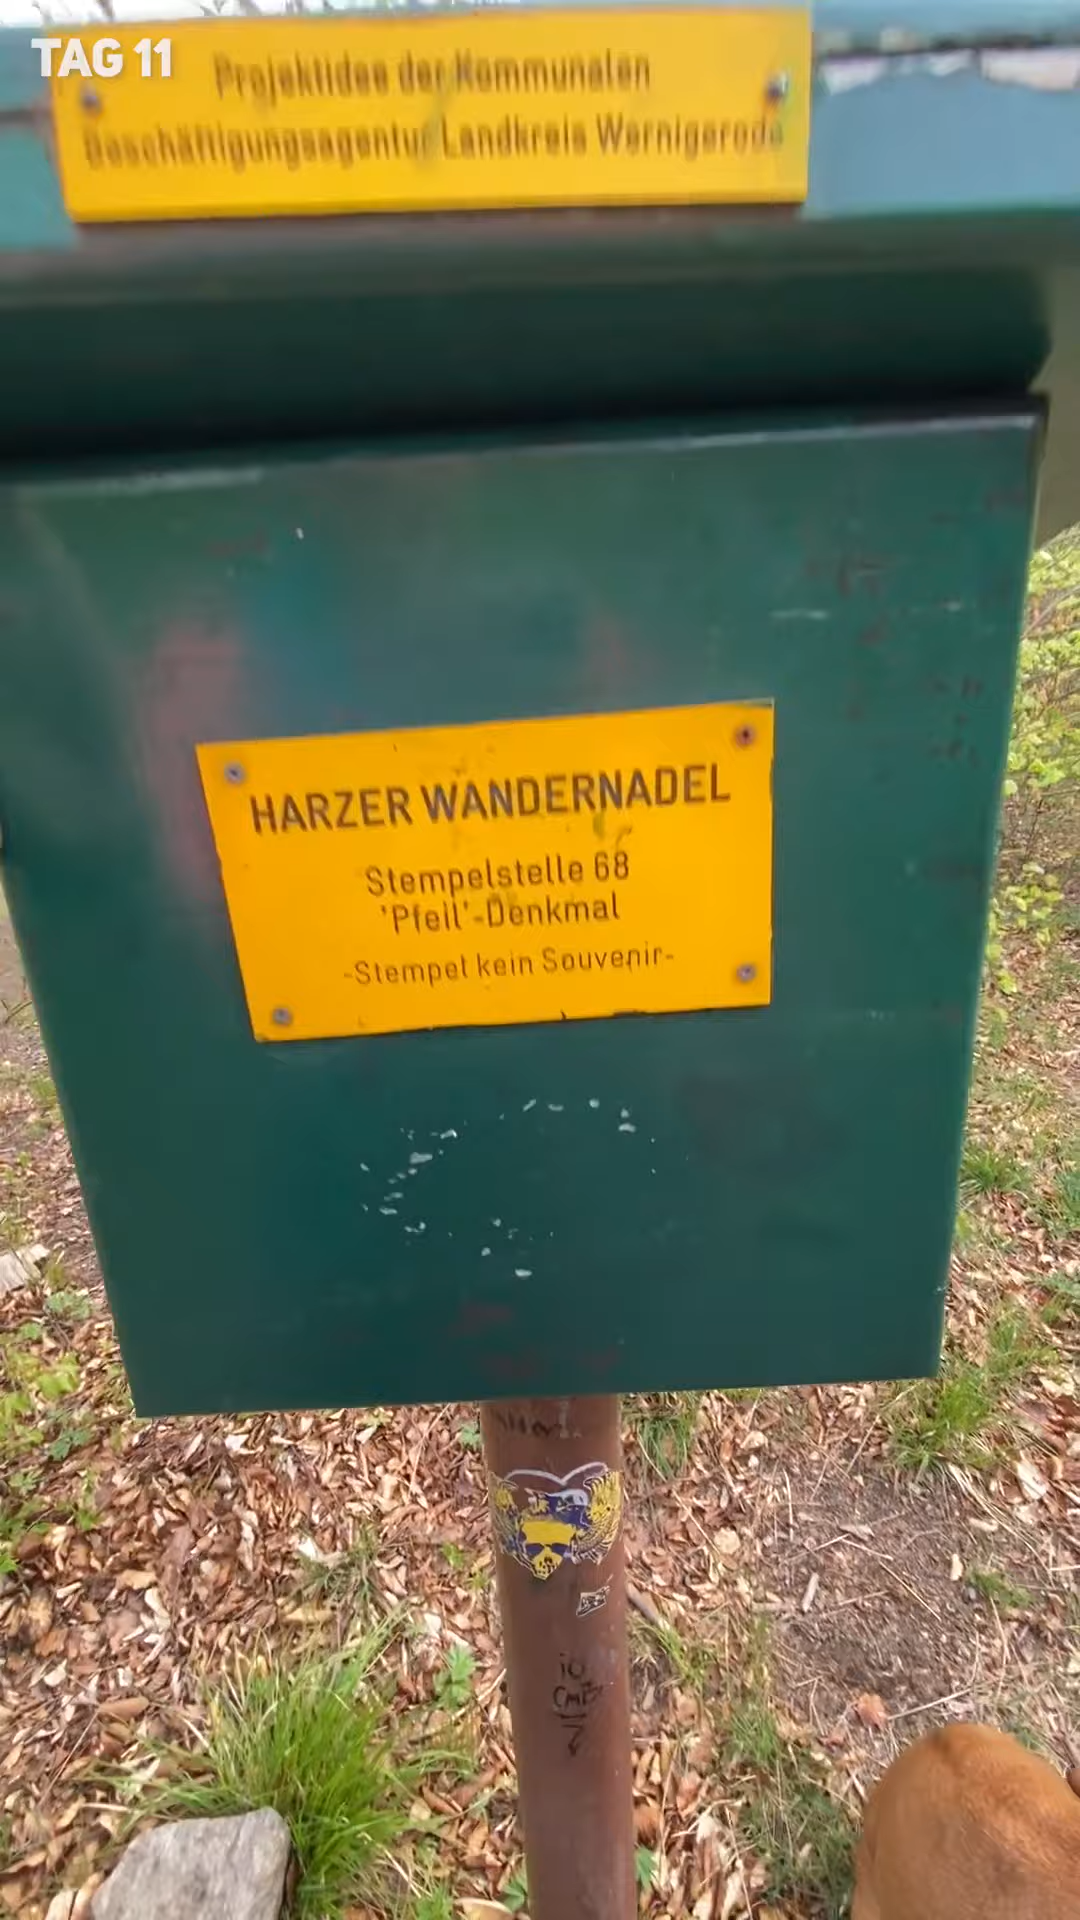 TAG 11
Projektidee der Kommunalen
Beschäftigungsagentur Landkreis Wernigerode
HARZER WANDERNADEL
Stempelstelle 68
'Pfeil'-Denkmal
-Stempel kein Souvenir-